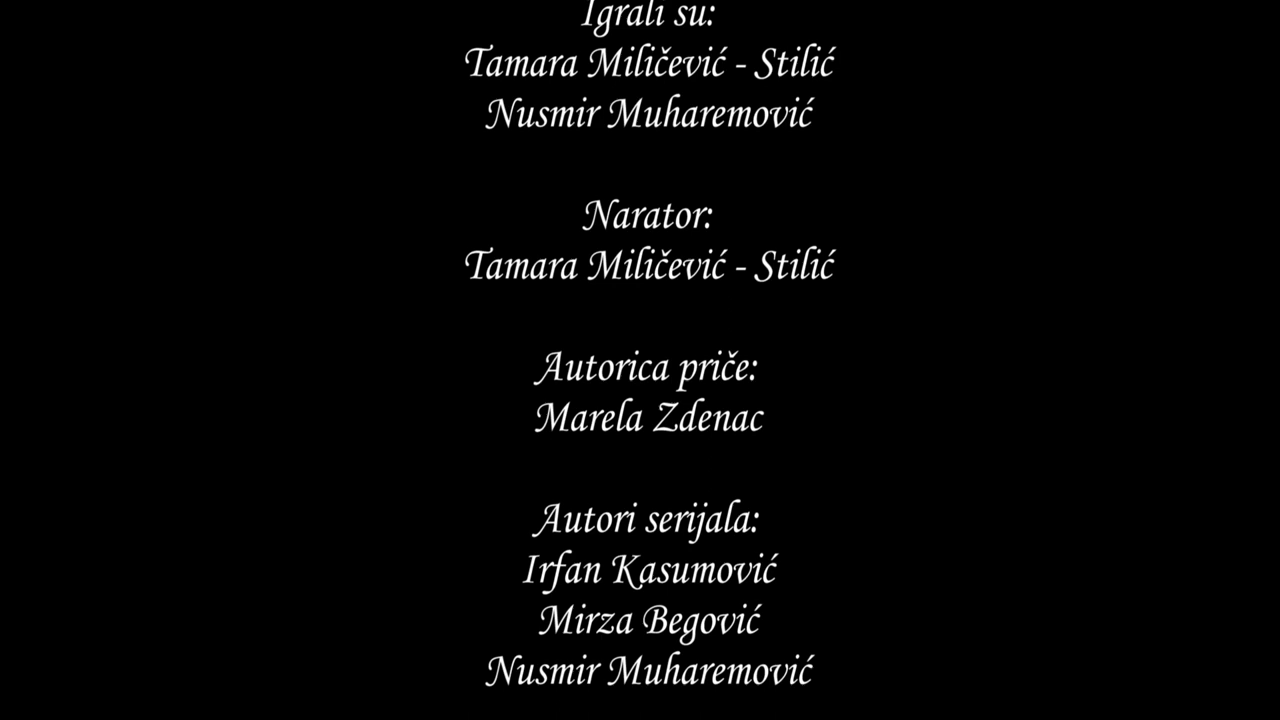 Igrali su:
Tamara Miličević - Stilić
Nusmir Muharemović
Narator:
Tamara Miličević - Stilić
Autorica priče:
Marela Zdenac
Autori serijala:
Irfan Kasumović
Mirza Begović
Nusmir Muharemović